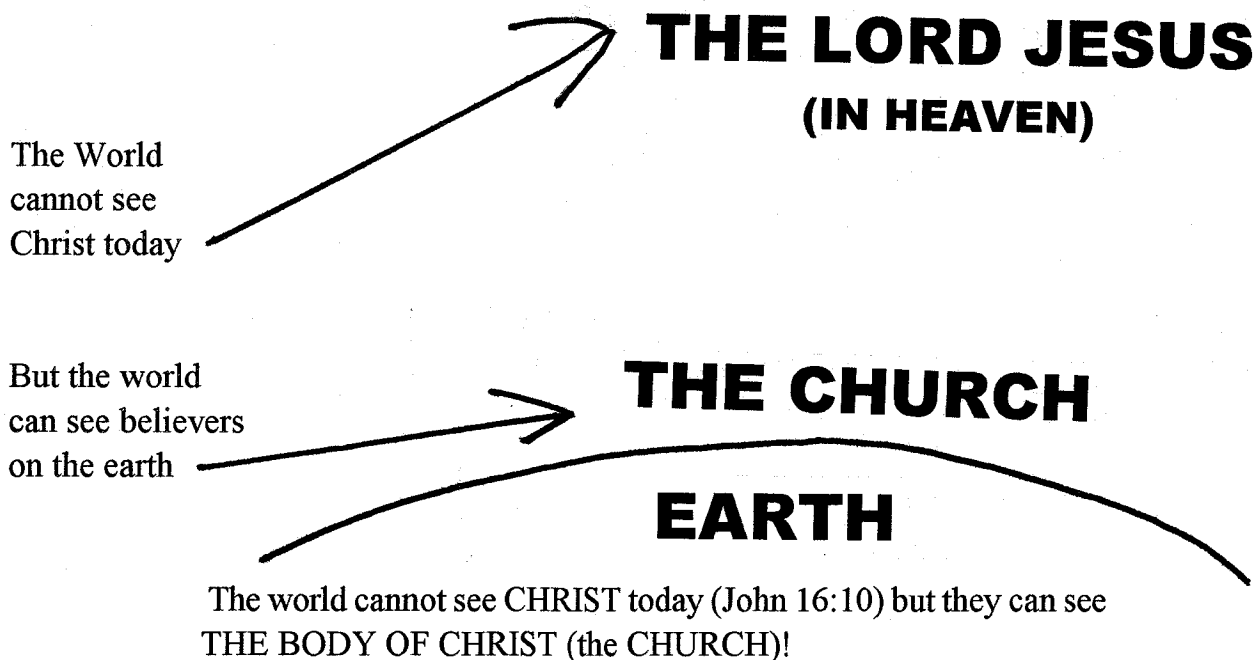 THE LORD JESUS
(IN HEAVEN)
The World
cannot see
Christ today
But the world
can see believers
on the earth
THE CHURCH
EARTH
The world cannot see CHRIST today (John 16:10) but they can see
THE BODY OF CHRIST (the CHURCH)!